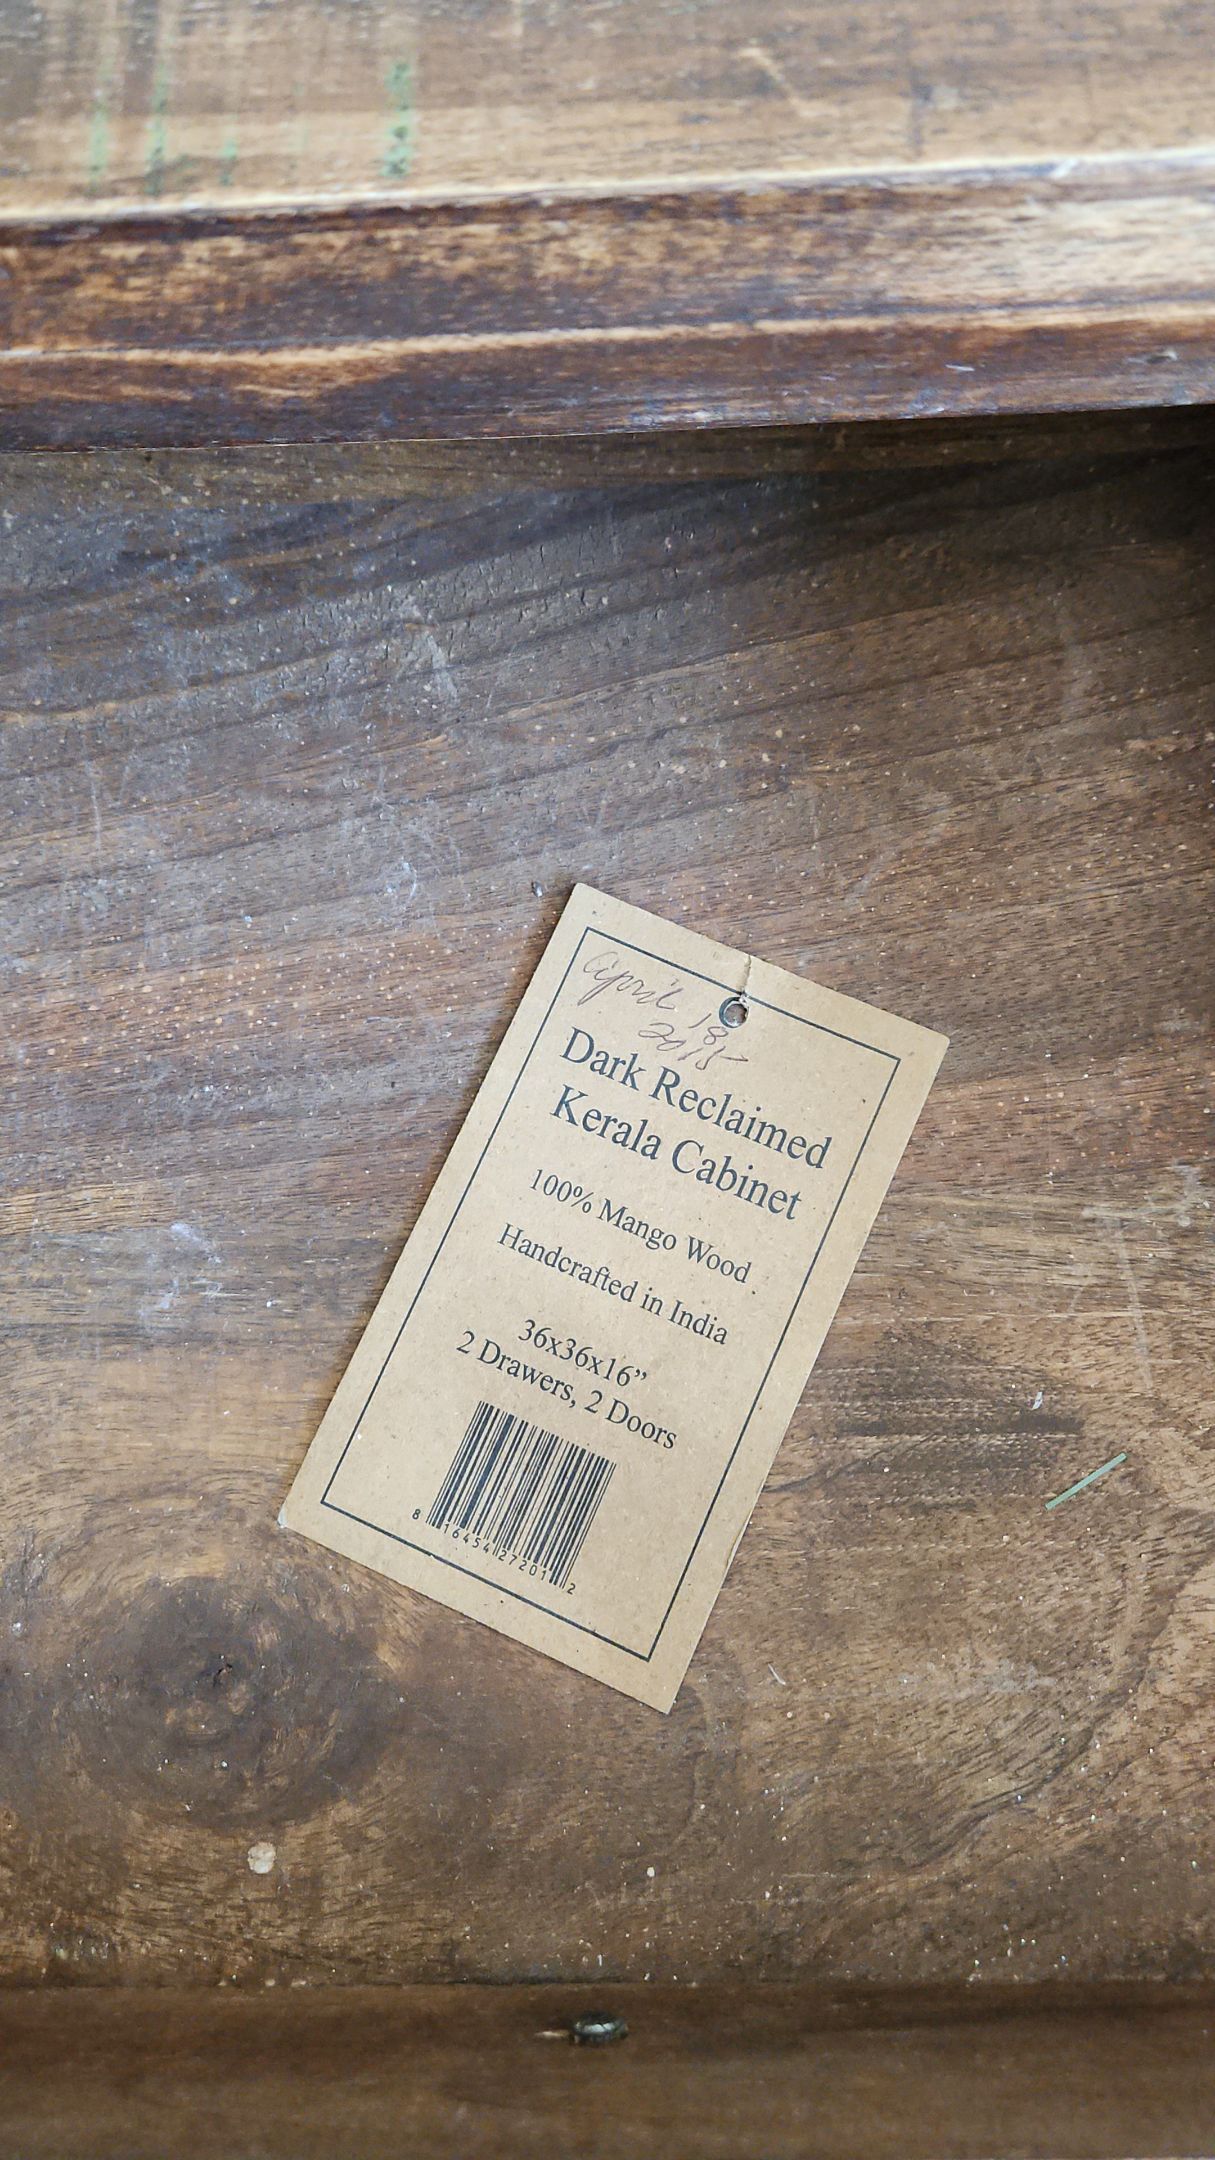 April 18
2015
Dark Reclaimed
Kerala Cabinet
100% Mango Wood
Handcrafted in India
36x36x16”
2 Drawers, 2 Doors
8 16454 27201 2